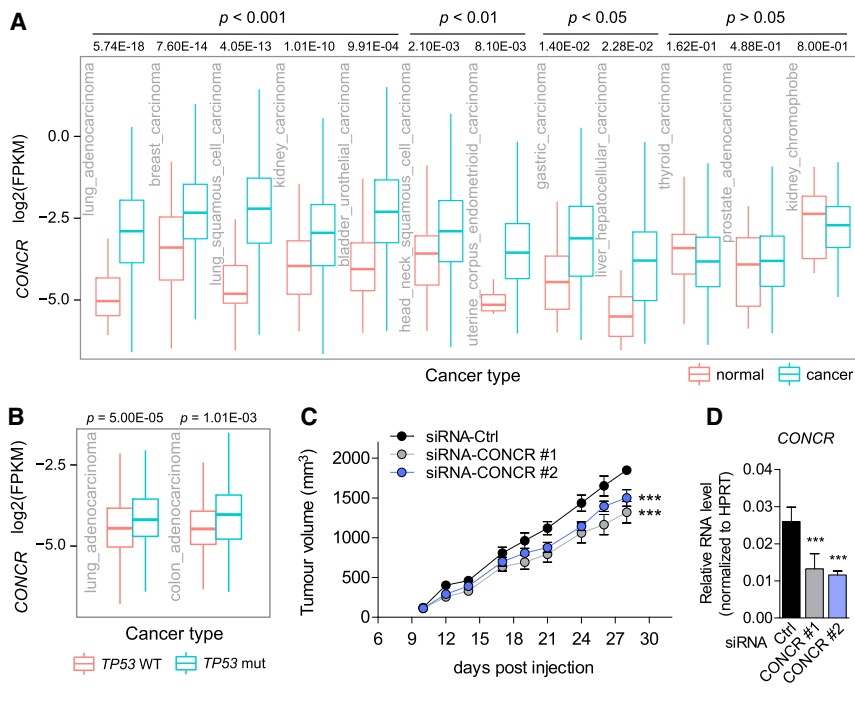 A
p < 0.001 p < 0.01 p < 0.05 p > 0.05
5.74E-18 7.60E-14 4.05E-13 1.01E-10 9.91E-04 2.10E-03 8.10E-03 1.40E-02 2.28E-02 1.62E-01 4.88E-01 8.00E-01
lung_adenocarcinoma
breast_carcinoma
lung_squamous_cell_carcinoma
kidney_carcinoma
bladder_urothelial_carcinoma
head_neck_squamous_cell_carcinoma
uterine_corpus_endometrioid_carcinoma
gastric_carcinoma
liver_hepatocellular_carcinoma
thyroid_carcinoma
prostate_adenocarcinoma
kidney_chromophobe
CONCR log2(FPKM)
0.0
−2.5
−5.0
Cancer type
normal cancer
B
p = 5.00E-05 p = 1.01E-03
lung_adenocarcinoma
colon_adenocarcinoma
CONCR log2(FPKM)
−2.5
−5.0
Cancer type
TP53 WT TP53 mut
C
siRNA-Ctrl
siRNA-CONCR #1
siRNA-CONCR #2
Tumour volume (mm3)
2000
1500
1000
500
0
***
***
6 9 12 15 18 21 24 27 30
days post injection
D
CONCR
Relative RNA level
(normalized to HPRT)
0.04
0.03
0.02
0.01
0.00
***
***
siRNA
Ctrl
CONCR #1
CONCR #2